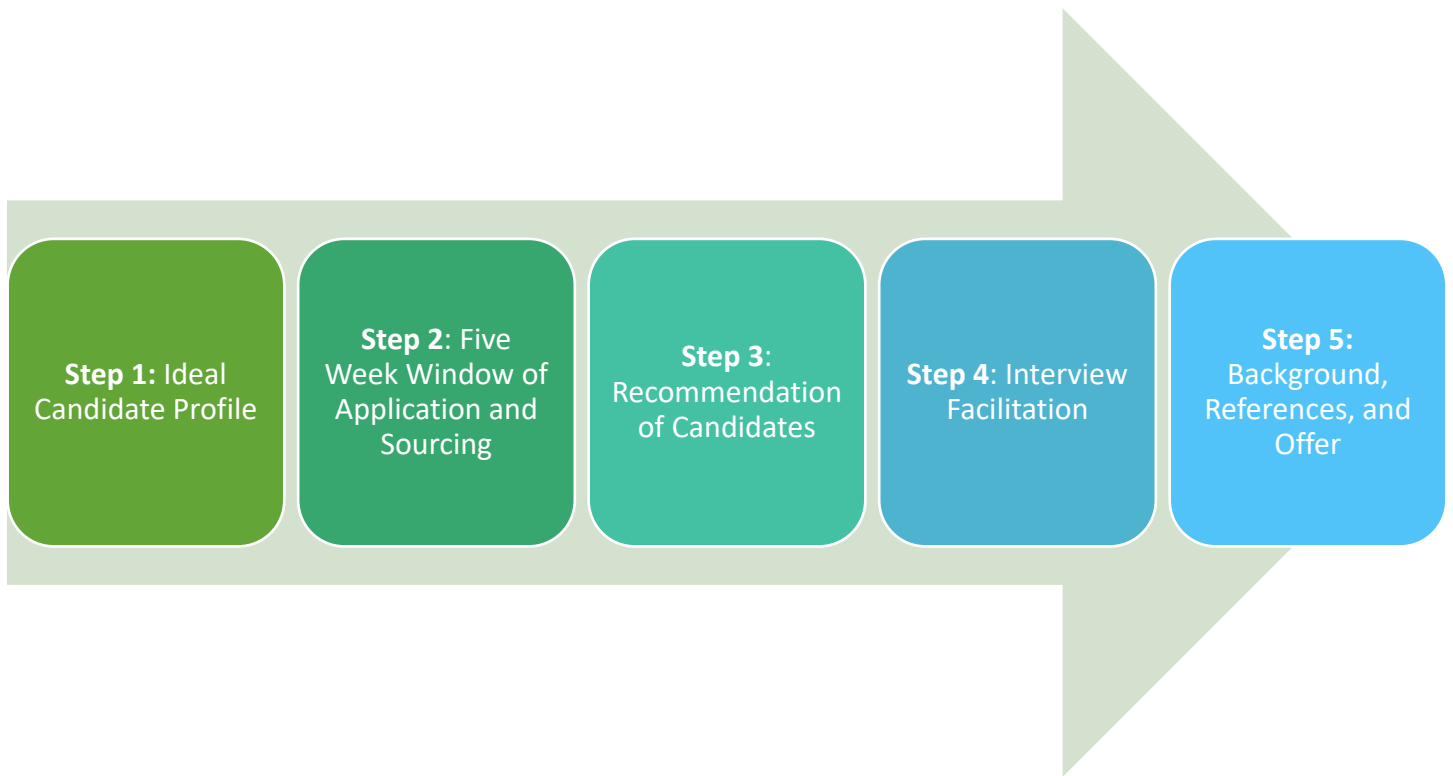 Step 1: Ideal
Candidate Profile
Step 2: Five
Week Window of
Application and
Sourcing
Step 3:
Recommendation
of Candidates
Step 4: Interview
Facilitation
Step 5:
Background,
References, and
Offer